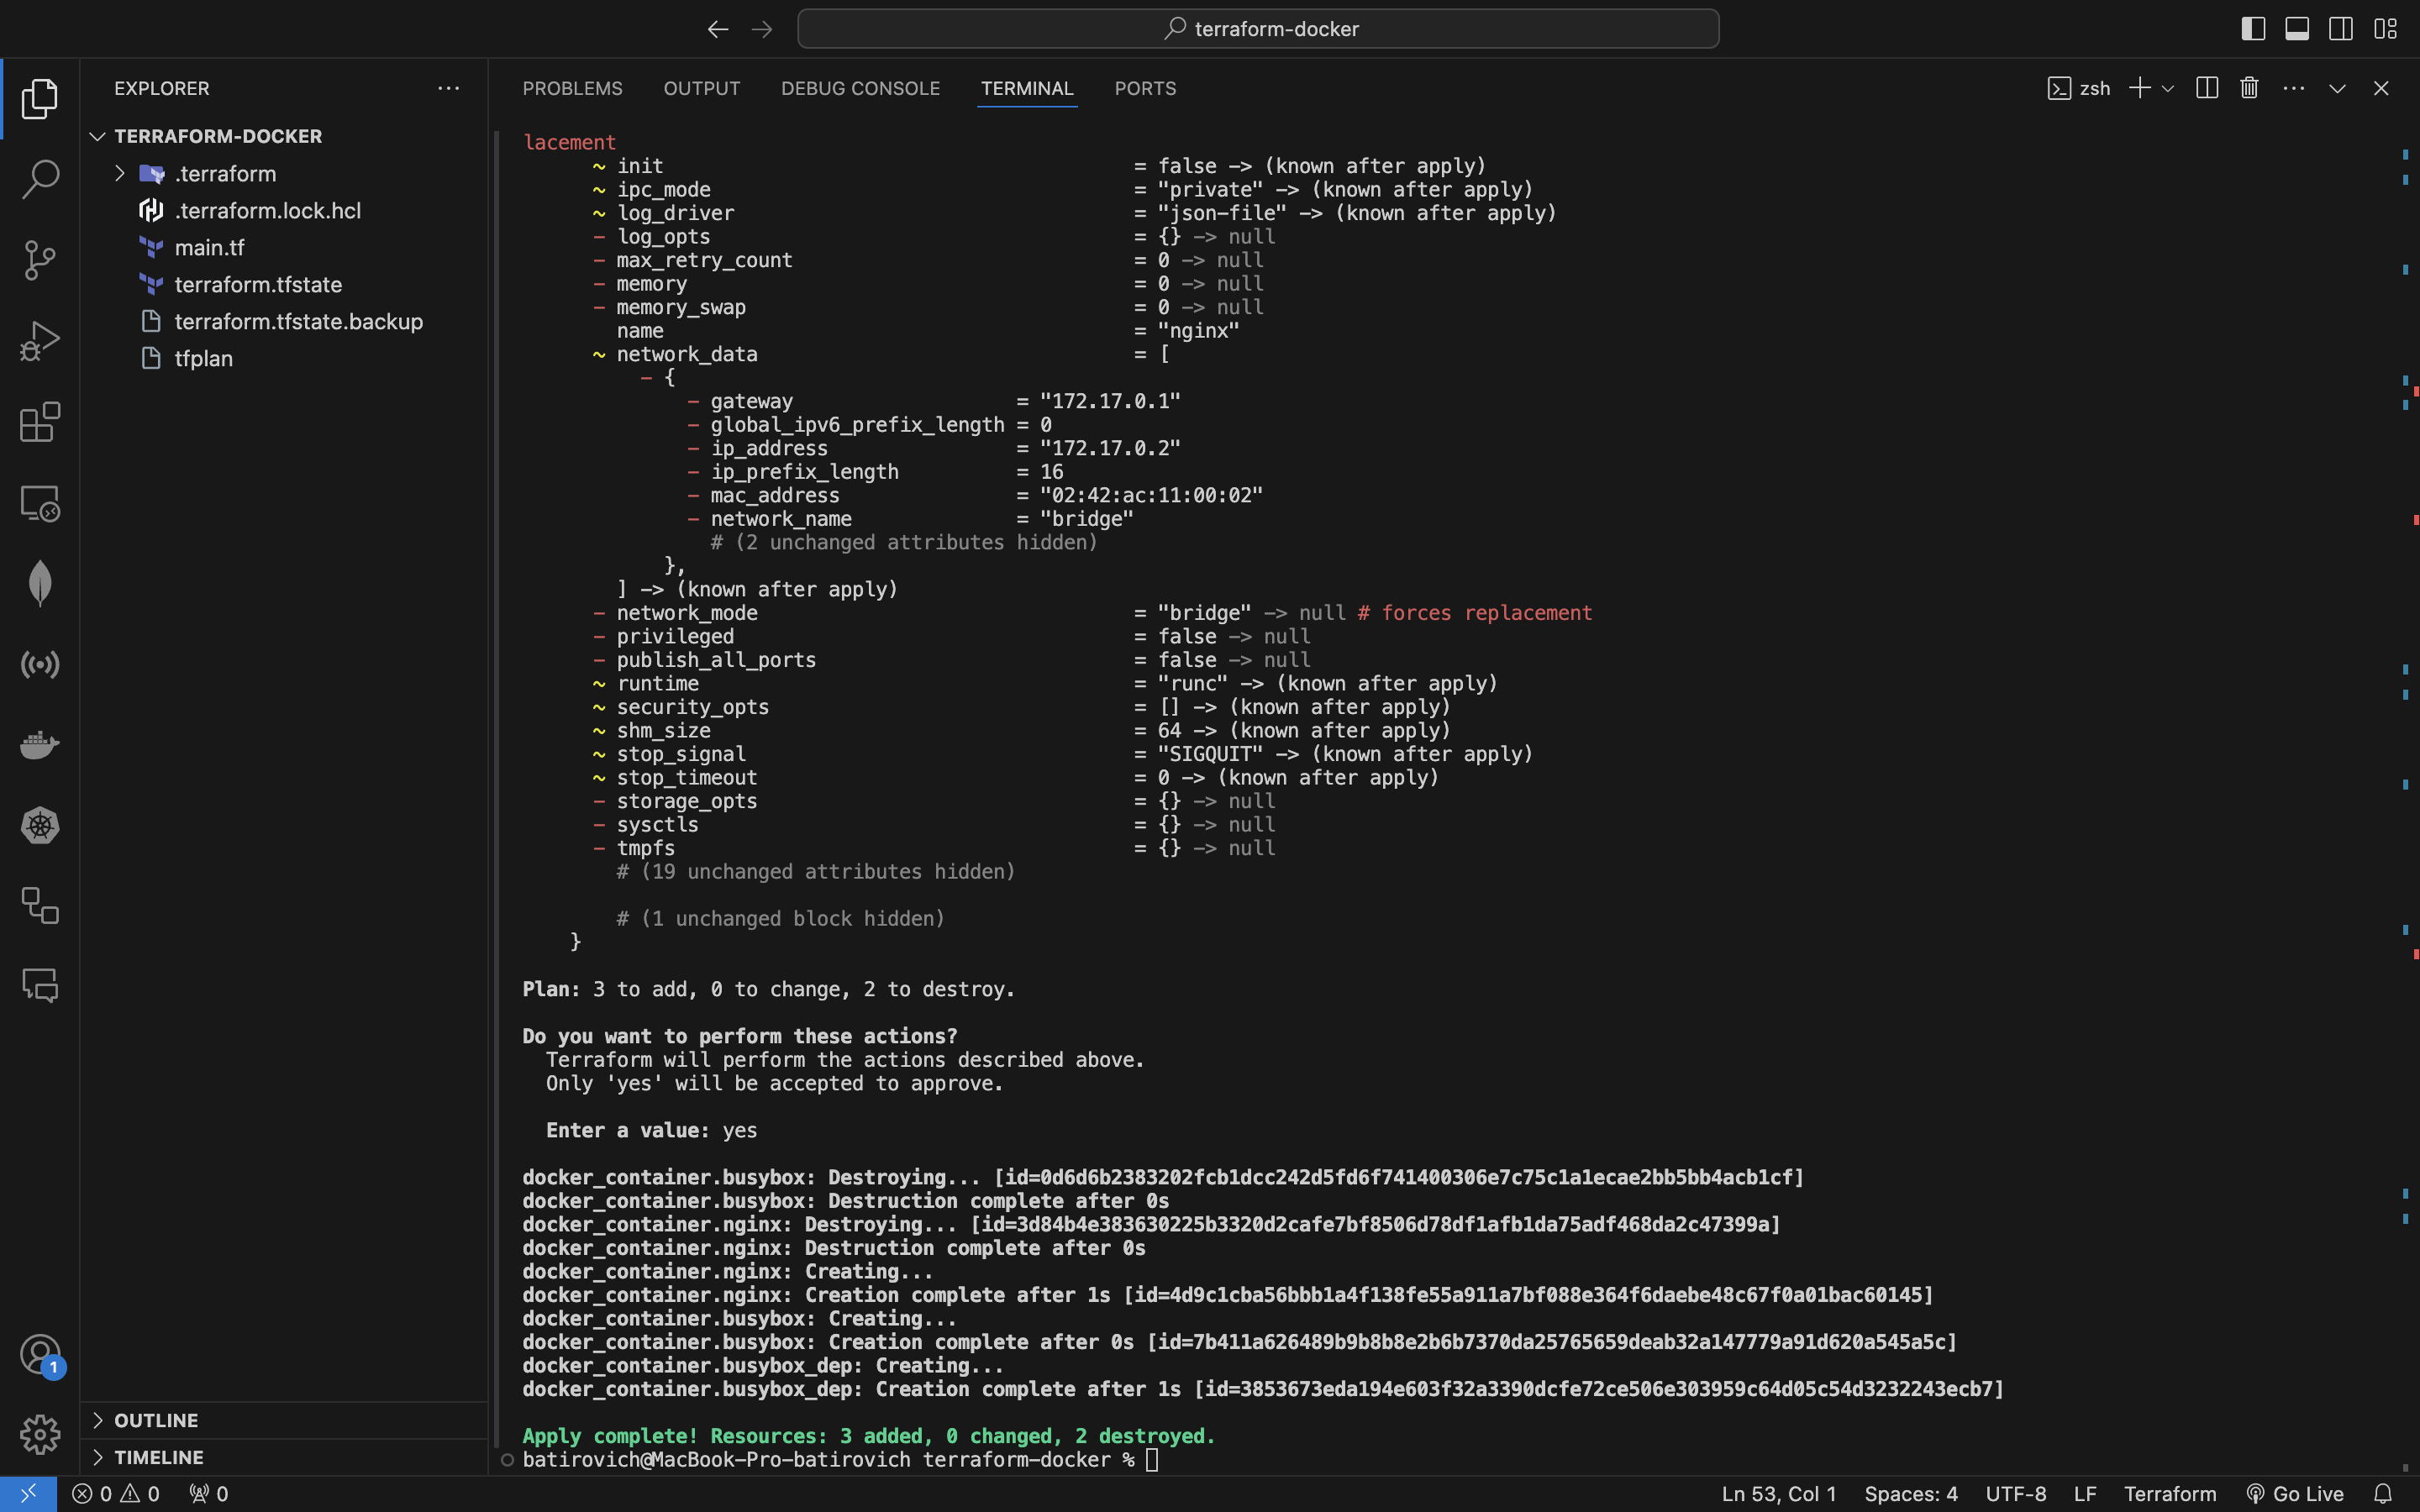 terraform-docker
EXPLORER
TERRAFORM-DOCKER
.terraform
.terraform.lock.hcl
main.tf
terraform.tfstate
terraform.tfstate.backup
tfplan
OUTLINE
TIMELINE
PROBLEMS OUTPUT DEBUG CONSOLE TERMINAL PORTS
zsh
lacement
~ init = false -> (known after apply)
~ ipc_mode = "private" -> (known after apply)
~ log_driver = "json-file" -> (known after apply)
- log_opts = {} -> null
- max_retry_count = 0 -> null
- memory = 0 -> null
- memory_swap = 0 -> null
name = "nginx"
~ network_data = [
- {
- gateway = "172.17.0.1"
- global_ipv6_prefix_length = 0
- ip_address = "172.17.0.2"
- ip_prefix_length = 16
- mac_address = "02:42:ac:11:00:02"
- network_name = "bridge"
# (2 unchanged attributes hidden)
},
] -> (known after apply)
- network_mode = "bridge" -> null # forces replacement
- privileged = false -> null
- publish_all_ports = false -> null
~ runtime = "runc" -> (known after apply)
~ security_opts = [] -> (known after apply)
~ shm_size = 64 -> (known after apply)
~ stop_signal = "SIGQUIT" -> (known after apply)
~ stop_timeout = 0 -> (known after apply)
- storage_opts = {} -> null
- sysctls = {} -> null
- tmpfs = {} -> null
# (19 unchanged attributes hidden)
# (1 unchanged block hidden)
}
Plan: 3 to add, 0 to change, 2 to destroy.
Do you want to perform these actions?
Terraform will perform the actions described above.
Only 'yes' will be accepted to approve.
Enter a value: yes
docker_container.busybox: Destroying... [id=0d6d6b2383202fcb1dcc242d5fd6f741400306e7c75c1a1ecae2bb5bb4acb1cf]
docker_container.busybox: Destruction complete after 0s
docker_container.nginx: Destroying... [id=3d84b4e383630225b3320d2cafe7bf8506d78df1afb1da75adf468da2c47399a]
docker_container.nginx: Destruction complete after 0s
docker_container.nginx: Creating...
docker_container.nginx: Creation complete after 1s [id=4d9c1cba56bbb1a4f138fe55a911a7bf088e364f6daebe48c67f0a01bac60145]
docker_container.busybox: Creating...
docker_container.busybox: Creation complete after 0s [id=7b411a626489b9b8b8e2b6b7370da25765659deab32a147779a91d620a545a5c]
docker_container.busybox_dep: Creating...
docker_container.busybox_dep: Creation complete after 1s [id=3853673eda194e603f32a3390dcfe72ce506e303959c64d05c54d3232243ecb7]
Apply complete! Resources: 3 added, 0 changed, 2 destroyed.
batirovich@MacBook-Pro-batirovich terraform-docker %
1
0 0 0 Ln 53, Col 1 Spaces: 4 UTF-8 LF Terraform Go Live